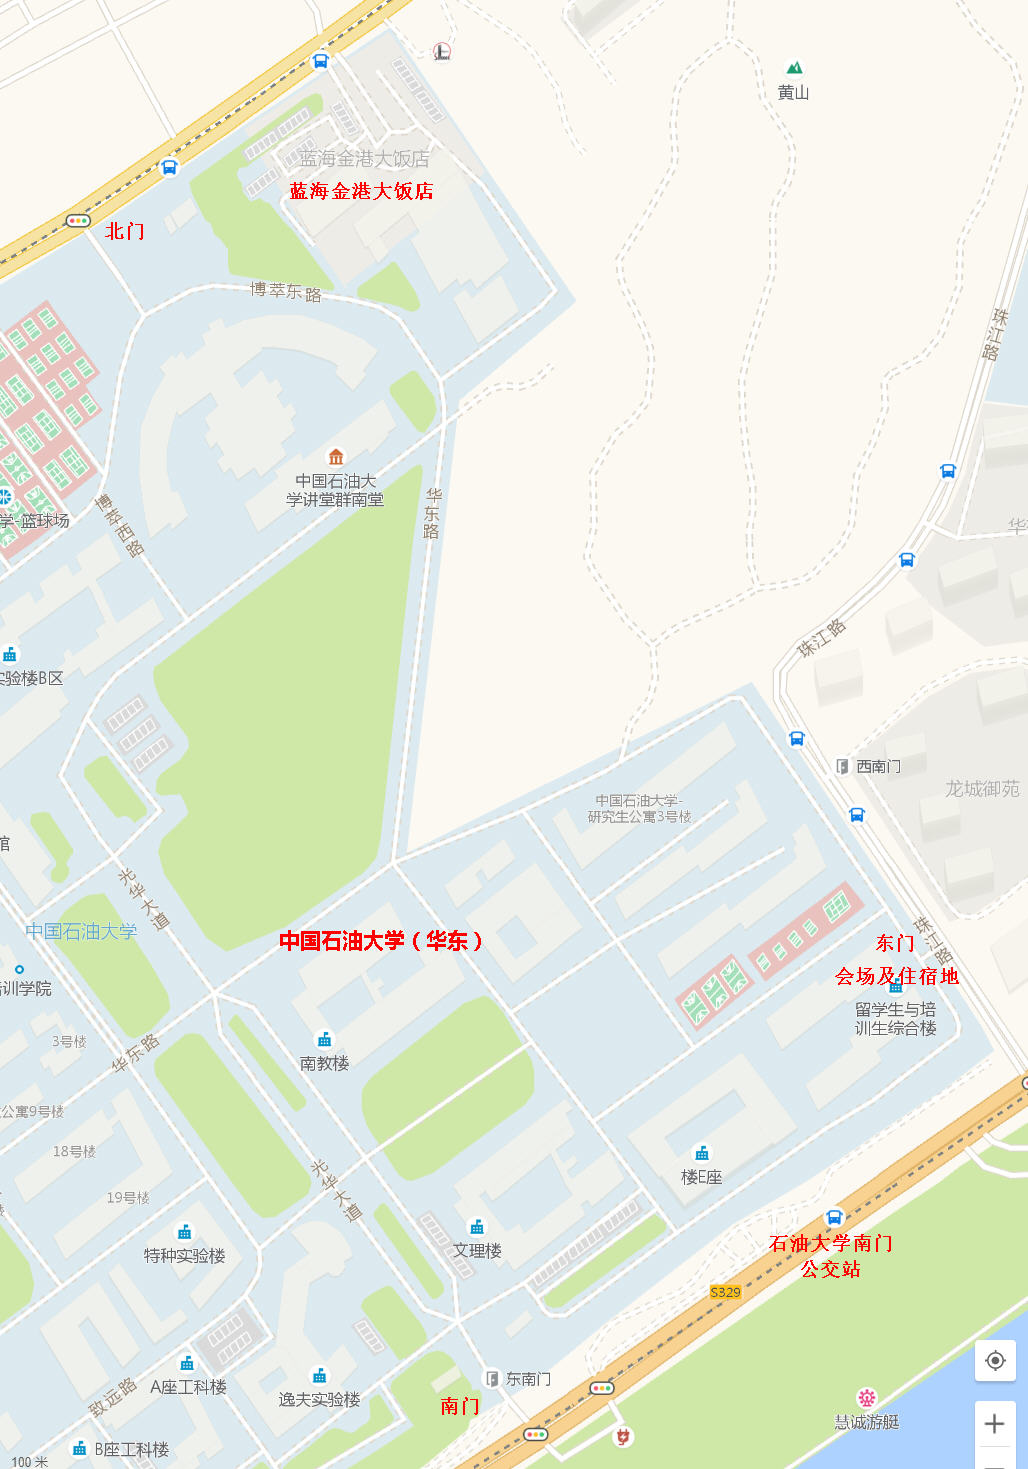 黄山
蓝海金港大饭店
蓝海金港大饭店
北门
博萃东路
珠江路
中国石油大
学讲堂群南堂
华东路
博萃西路
学-篮球场
实验楼B区
珠江路
西南门
龙城御苑
中国石油大学-
研究生公寓3号楼
馆
光华大道
中国石油大学
中国石油大学（华东）
珠江路
东门
会场及住宿地
培训学院
留学生与培
训生综合楼
3号楼
华东路
南教楼
公寓9号楼
18号楼
19号楼
光华大道
楼E座
特种实验楼
文理楼
石油大学南门
公交站
S329
A座工科楼
逸夫实验楼
东南门
致远路
南门
慧诚游艇
B座工科楼
100 米